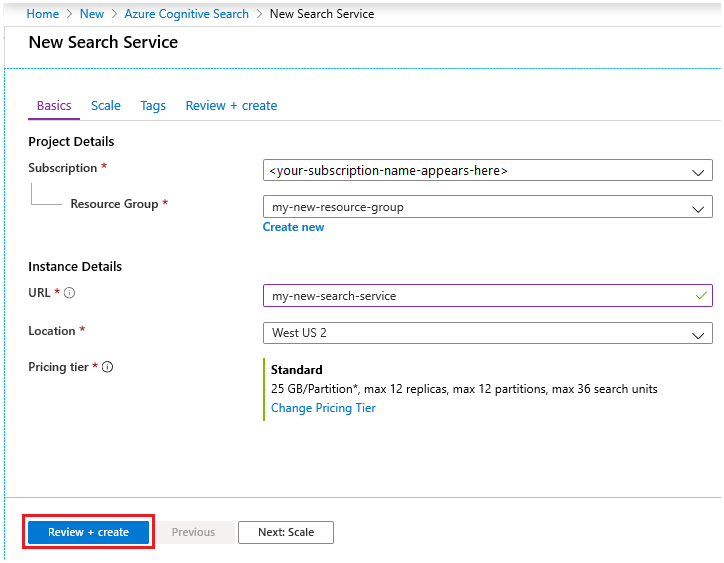 Home > New > Azure Cognitive Search > New Search Service
New Search Service
Basics Scale Tags Review + create
Project Details
Subscription * <your-subscription-name-appears-here>
Resource Group * my-new-resource-group
Create new
Instance Details
URL * my-new-search-service
Location * West US 2
Pricing tier * Standard
25 GB/Partition*, max 12 replicas, max 12 partitions, max 36 search units
Change Pricing Tier
Review + create Previous Next: Scale